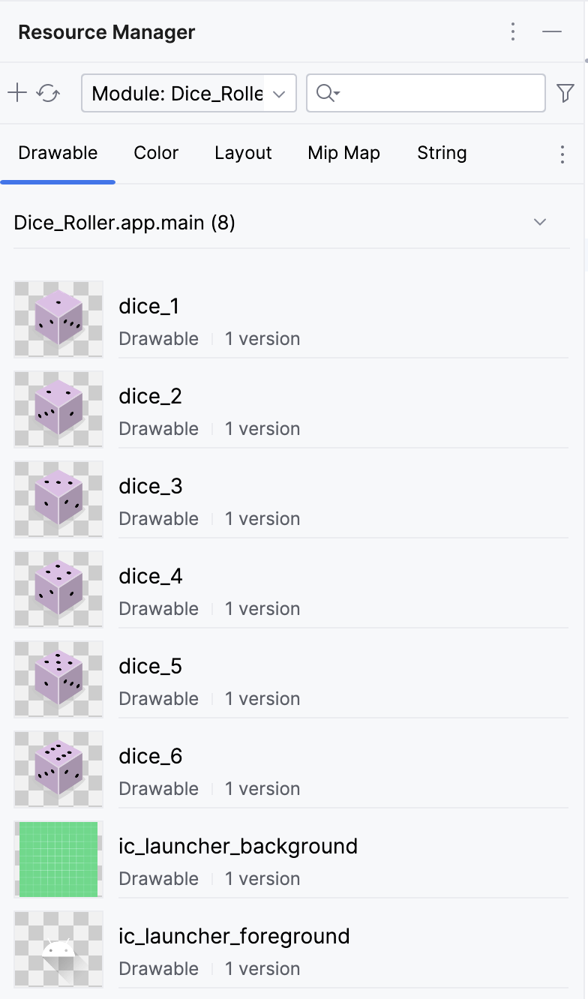 Resource Manager
Module: Dice_Rolle
Drawable Color Layout Mip Map String
Dice_Roller.app.main (8)
dice_1
Drawable 1 version
dice_2
Drawable 1 version
dice_3
Drawable 1 version
dice_4
Drawable 1 version
dice_5
Drawable 1 version
dice_6
Drawable 1 version
ic_launcher_background
Drawable 1 version
ic_launcher_foreground
Drawable 1 version